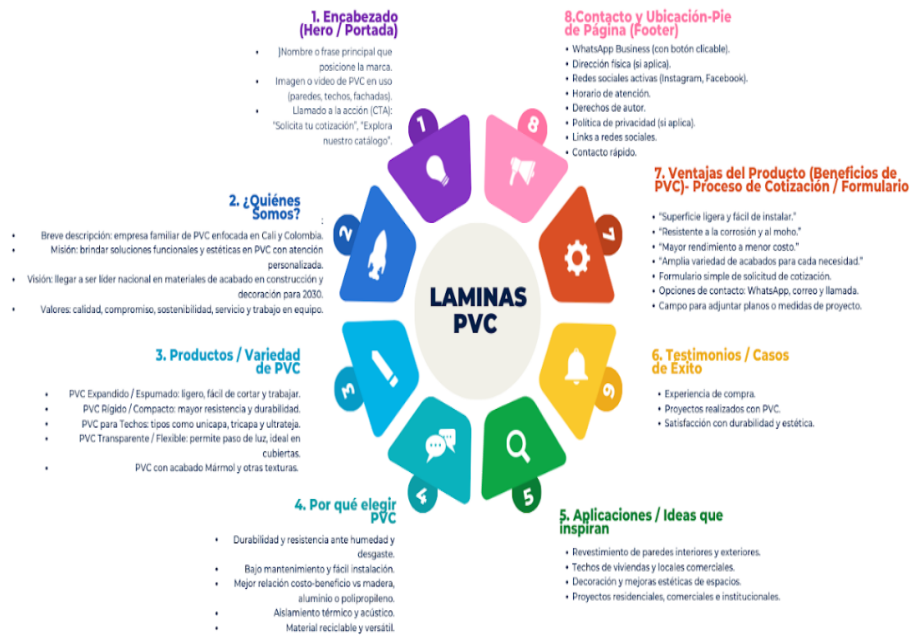 1. Encabezado
(Hero / Portada)
• |Nombre o frase principal que
posicione la marca.
• Imagen o video de PVC en uso
(paredes, techos, fachadas).
• Llamado a la acción (CTA):
"Solicita tu cotización", "Explora
nuestro catálogo".
2. ¿Quiénes
Somos?
:
• Breve descripción: empresa familiar de PVC enfocada en Cali y Colombia.
• Misión: brindar soluciones funcionales y estéticas en PVC con atención
personalizada.
• Visión: llegar a ser líder nacional en materiales de acabado en construcción y
decoración para 2030.
• Valores: calidad, compromiso, sostenibilidad, servicio y trabajo en equipo.
3. Productos / Variedad
de PVC
• PVC Expandido / Espumado: ligero, fácil de cortar y trabajar.
• PVC Rígido / Compacto: mayor resistencia y durabilidad.
• PVC para Techos: tipos como unicapa, tricapa y ultrateja.
• PVC Transparente / Flexible: permite paso de luz, ideal en
cubiertas.
• PVC con acabado Mármol y otras texturas.
4. Por qué elegir
PVC
• Durabilidad y resistencia ante humedad y
desgaste.
• Bajo mantenimiento y fácil instalación.
• Mejor relación costo-beneficio vs madera,
aluminio o polipropileno.
• Aislamiento térmico y acústico.
• Material reciclable y versátil.
1
2
3
4
5
6
7
8
LAMINAS
PVC
8.Contacto y Ubicación-Pie
de Página (Footer)
• WhatsApp Business (con botón clicable).
• Dirección física (si aplica).
• Redes sociales activas (Instagram, Facebook).
• Horario de atención.
• Derechos de autor.
• Política de privacidad (si aplica).
• Links a redes sociales.
• Contacto rápido.
7. Ventajas del Producto (Beneficios de
PVC)- Proceso de Cotización / Formulario
• "Superficie ligera y fácil de instalar."
• "Resistente a la corrosión y al moho."
• "Mayor rendimiento a menor costo."
• "Amplia variedad de acabados para cada necesidad."
• Formulario simple de solicitud de cotización.
• Opciones de contacto: WhatsApp, correo y llamada.
• Campo para adjuntar planos o medidas de proyecto.
6. Testimonios / Casos
de Éxito
• Experiencia de compra.
• Proyectos realizados con PVC.
• Satisfacción con durabilidad y estética.
5. Aplicaciones / Ideas que
inspiran
• Revestimiento de paredes interiores y exteriores.
• Techos de viviendas y locales comerciales.
• Decoración y mejoras estéticas de espacios.
• Proyectos residenciales, comerciales e institucionales.